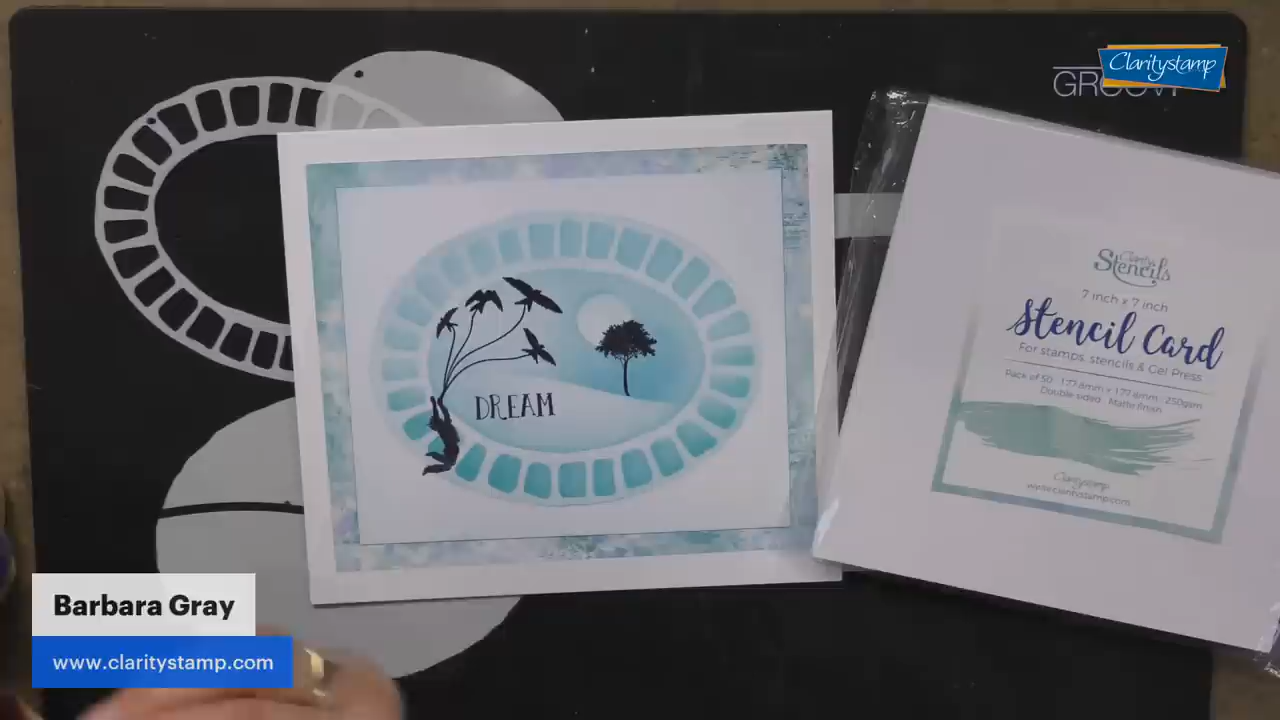 Claritystamp
GROOVI
DREAM
Clarity
Stencils
7 inch x 7 inch
Stencil Card
For stamps, stencils & Gel Press
Pack of 50 177.8mm x 177.8mm 250gsm
Double-sided Matte finish
Claritystamp
www.claritystamp.com
Barbara Gray
www.claritystamp.com